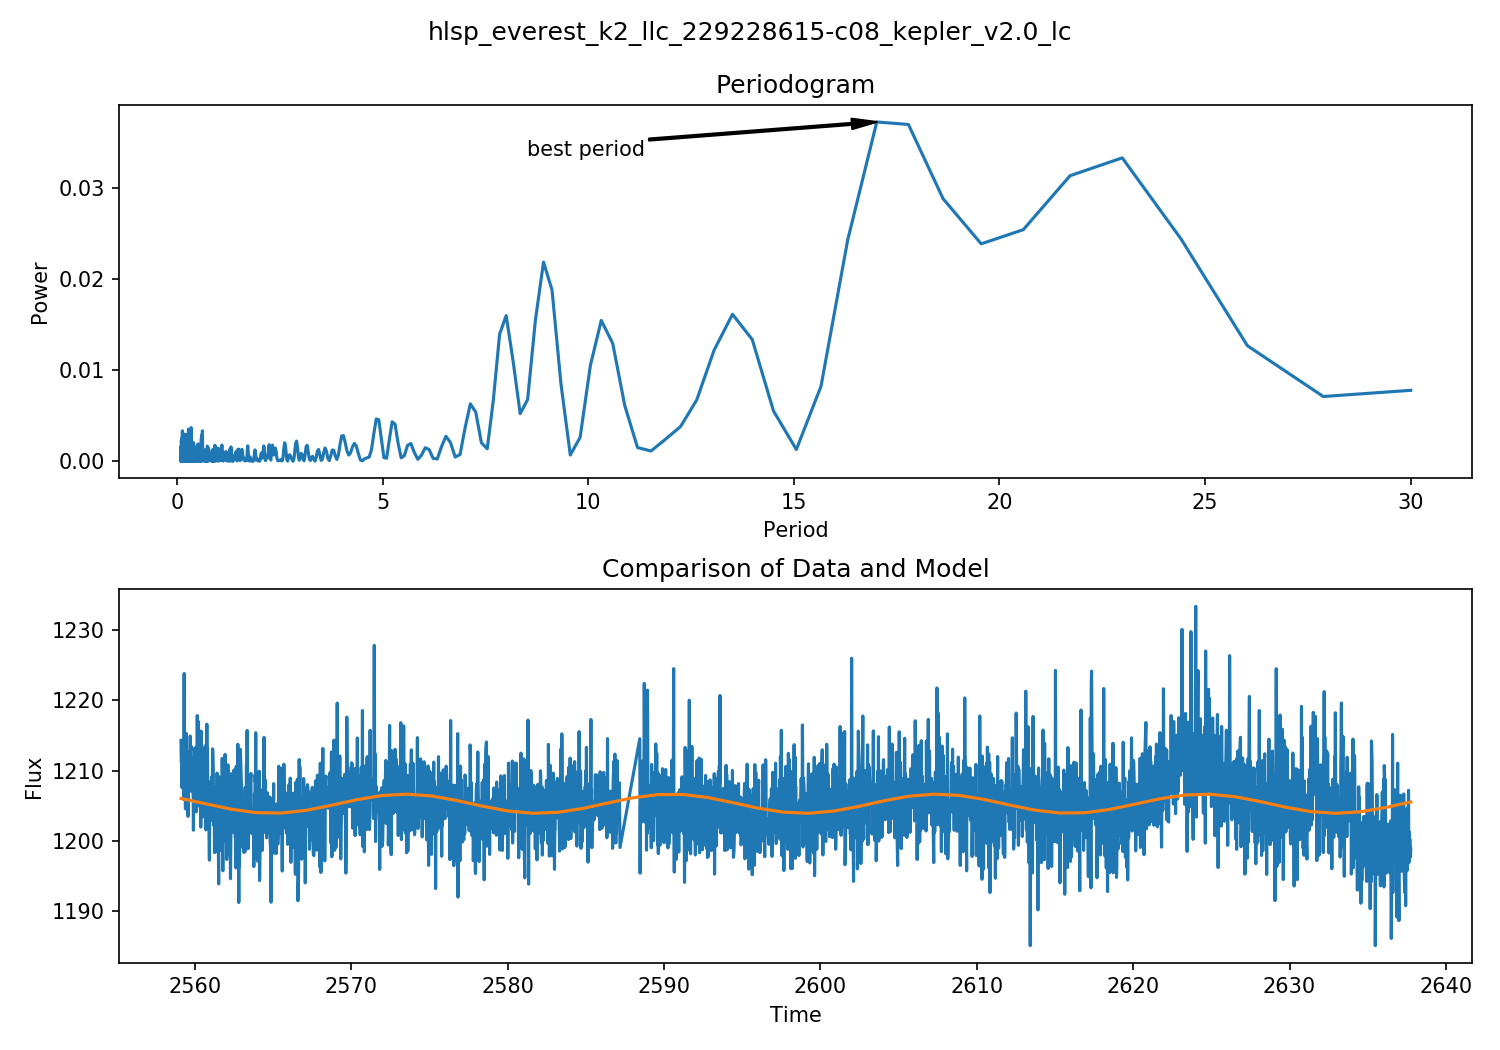 hlsp_everest_k2_llc_229228615-c08_kepler_v2.0_lc
Periodogram
best period
Power
0.03
0.02
0.01
0.00
0 5 10 15 20 25 30
Period
Comparison of Data and Model
Flux
1230
1220
1210
1200
1190
2560 2570 2580 2590 2600 2610 2620 2630 2640
Time